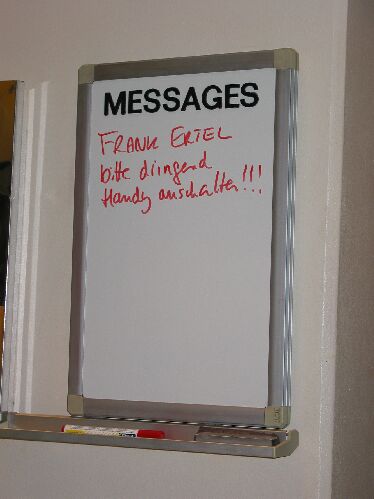 MESSAGES
FRANK ERTEL
bitte dringend
Handy anschalten!!!